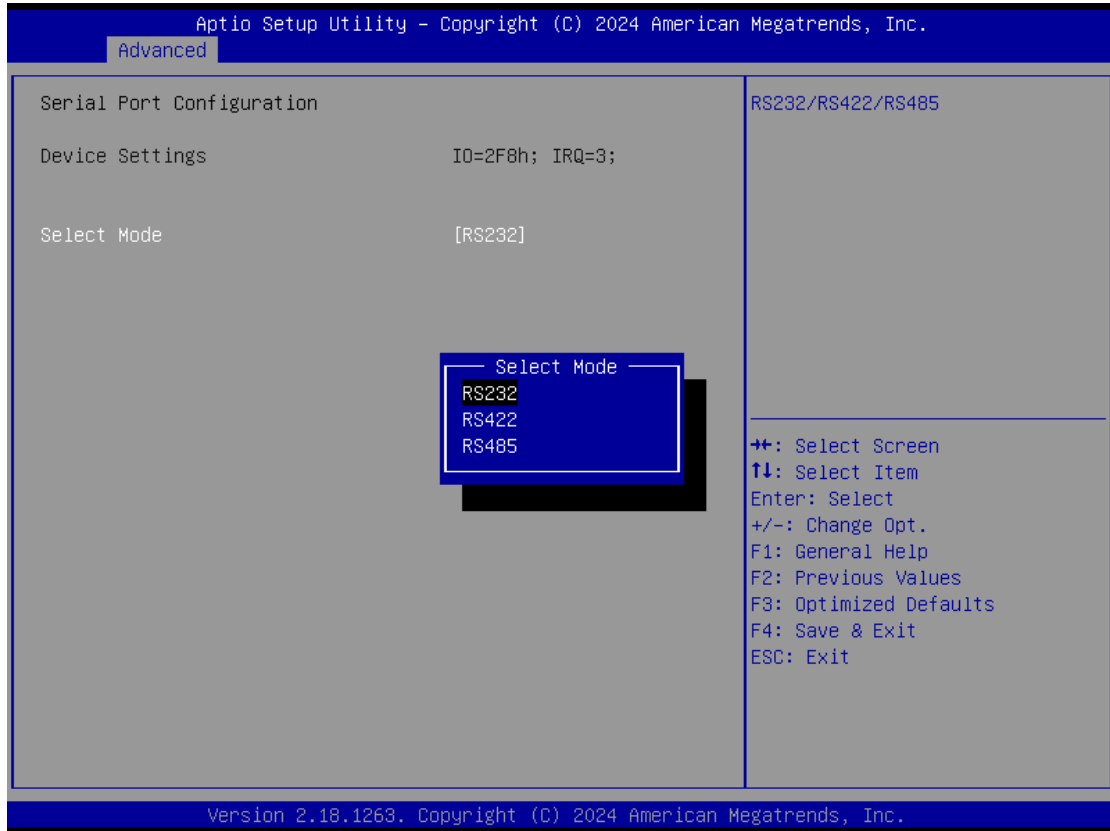 Aptio Setup Utility – Copyright (C) 2024 American Megatrends, Inc.
Advanced
Serial Port Configuration
Device Settings IO=2F8h; IRQ=3;
Select Mode [RS232]
Select Mode
RS232
RS422
RS485
RS232/RS422/RS485
→←: Select Screen
↑↓: Select Item
Enter: Select
+/-: Change Opt.
F1: General Help
F2: Previous Values
F3: Optimized Defaults
F4: Save & Exit
ESC: Exit
Version 2.18.1263. Copyright (C) 2024 American Megatrends, Inc.